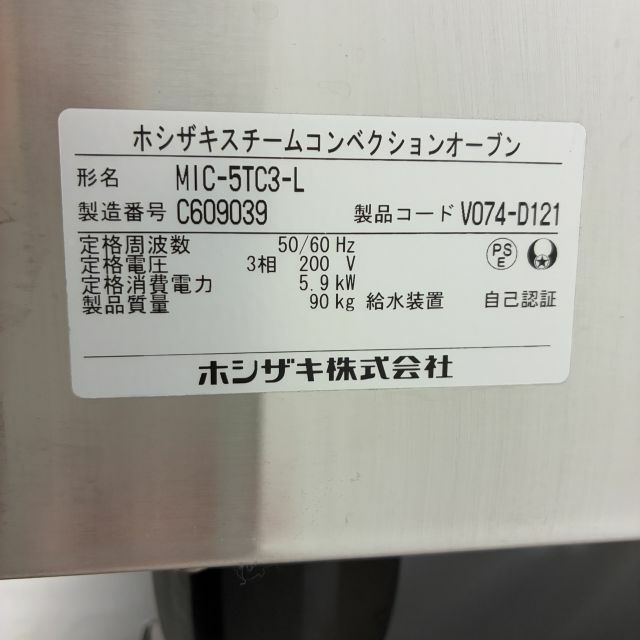 ホシザキスチームコンベクションオーブン
形名 MIC-5TC3-L
製造番号 C609039 製品コード V074-D121
定格周波数 50/60 Hz
定格電圧 3相 200 V
定格消費電力 5.9 kW
製品質量 90 kg 給水装置 自己認証
PS
E
ホシザキ株式会社